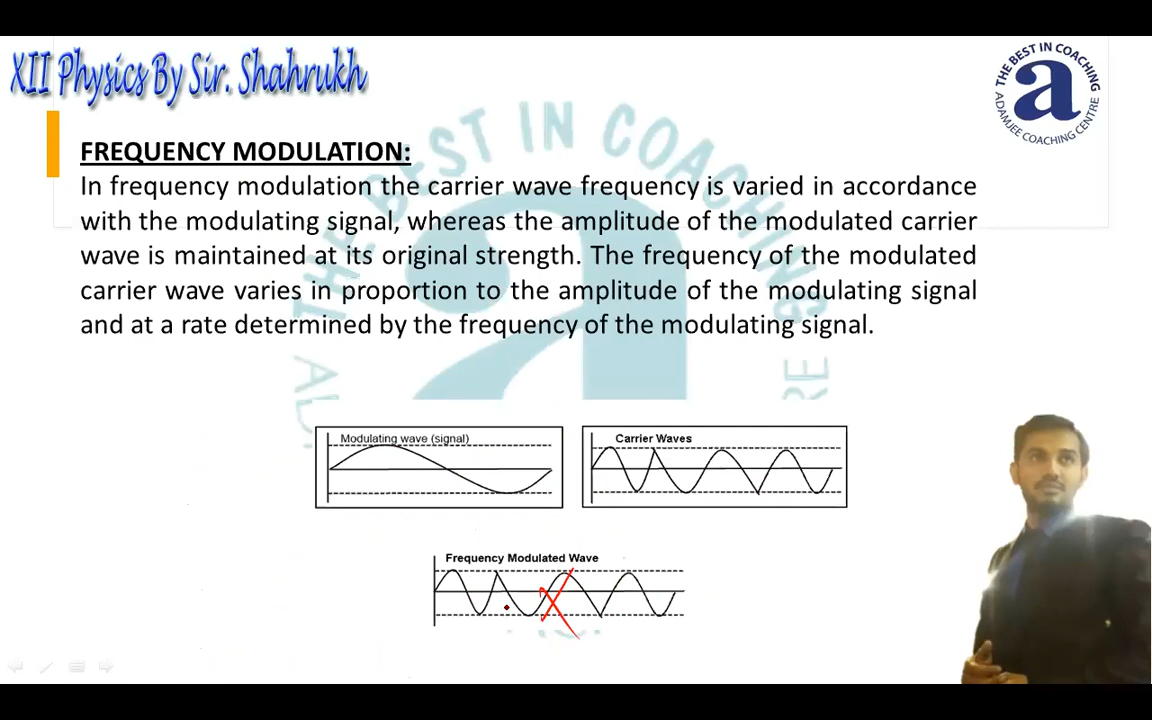 XII Physics By Sir. Shahrukh
THE BEST IN COACHING
a
ADAMJEE COACHING CENTRE
FREQUENCY MODULATION:
In frequency modulation the carrier wave frequency is varied in accordance
with the modulating signal, whereas the amplitude of the modulated carrier
wave is maintained at its original strength. The frequency of the modulated
carrier wave varies in proportion to the amplitude of the modulating signal
and at a rate determined by the frequency of the modulating signal.
THE BEST IN COACHING
Modulating wave (signal)
Carrier Waves
Frequency Modulated Wave